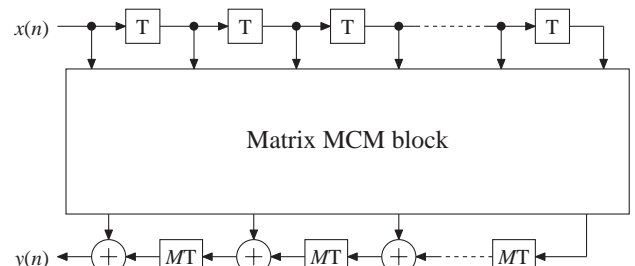 x(n) T T T T
Matrix MCM block
y(n) + MT + MT + MT